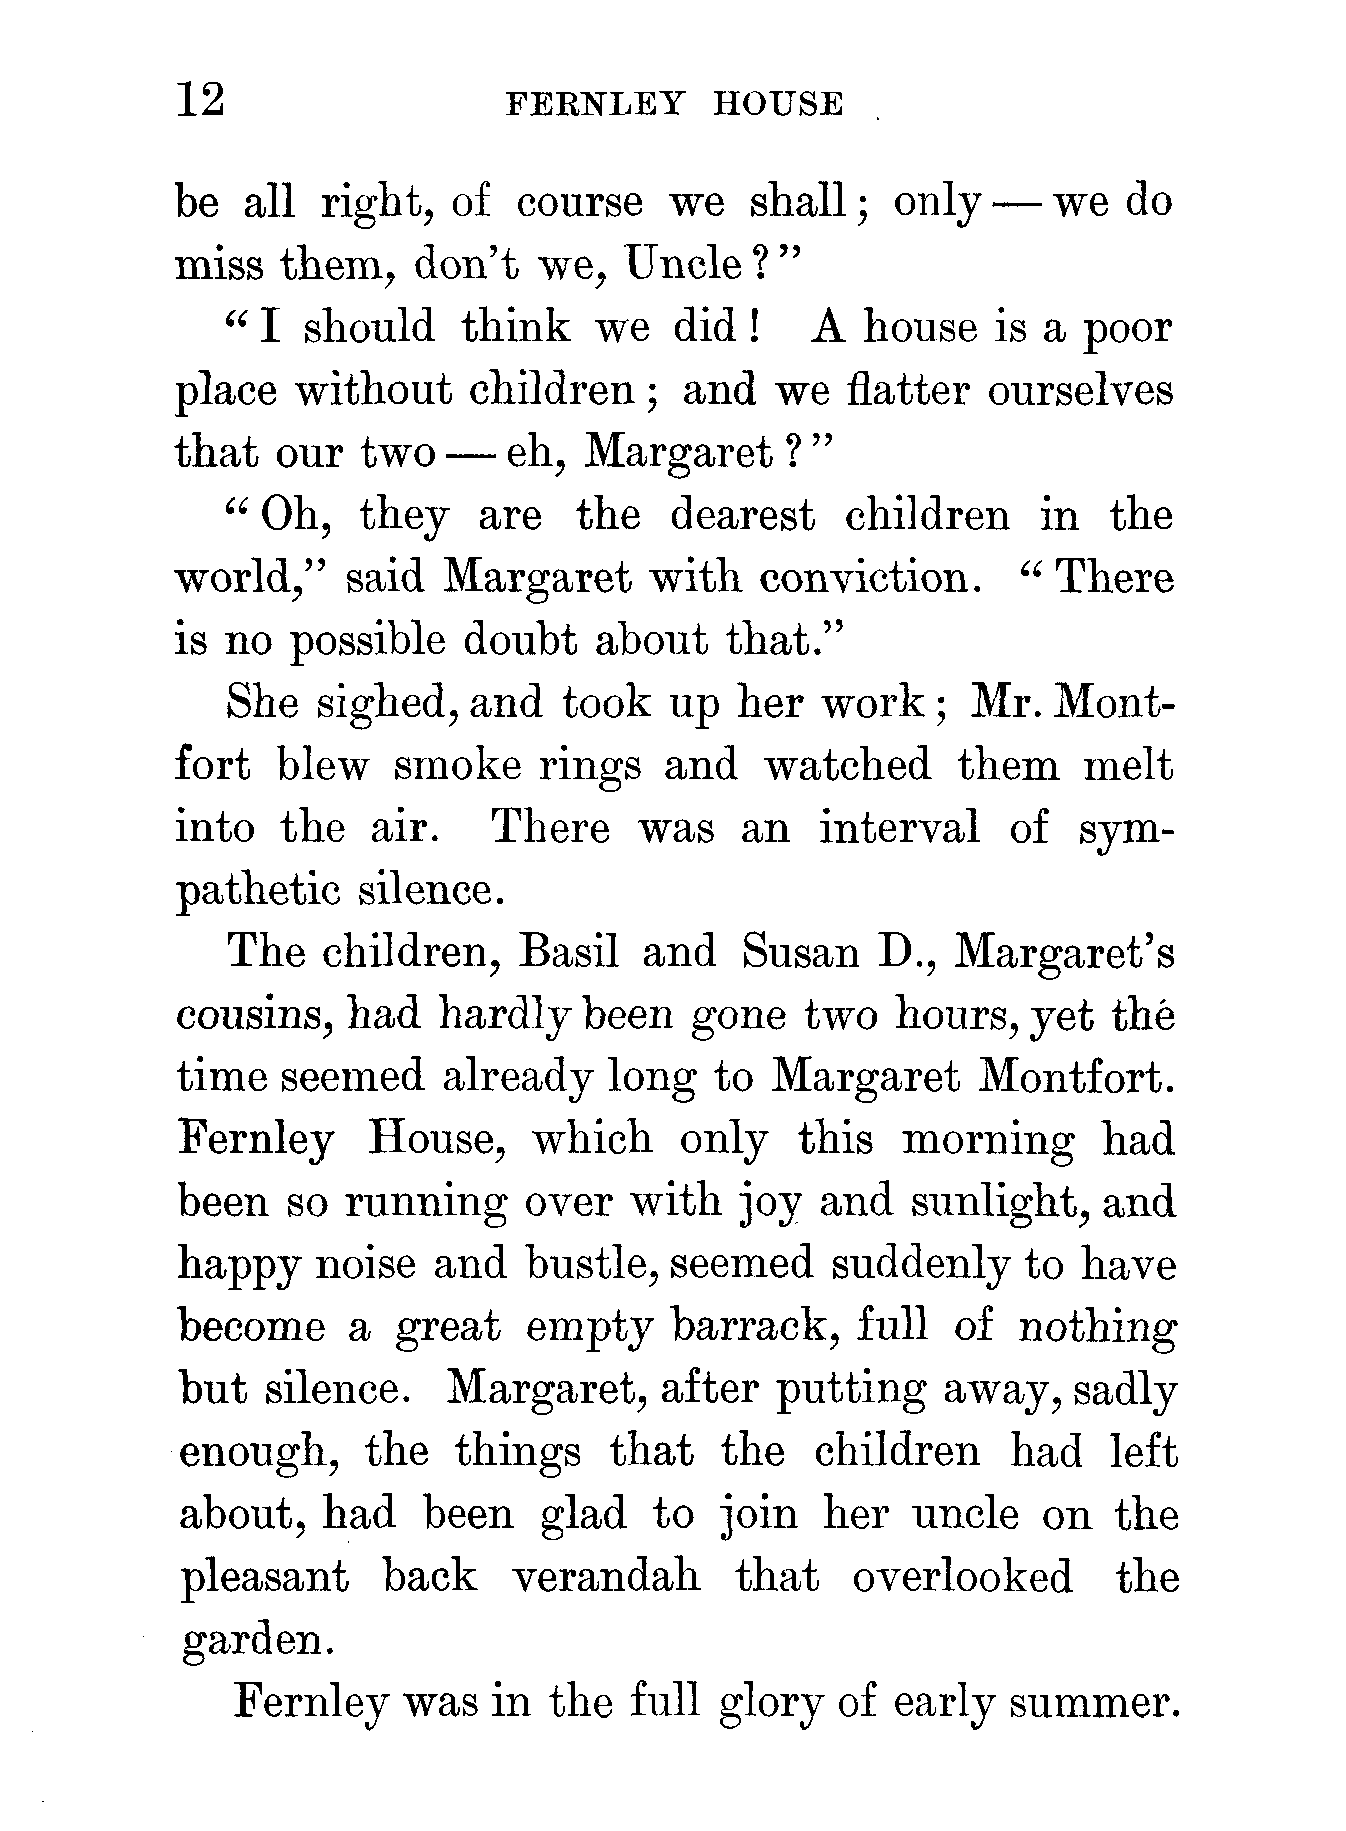 12 FERNLEY HOUSE
be all right, of course we shall; only — we do
miss them, don't we, Uncle?"
"I should think we did! A house is a poor
place without children; and we flatter ourselves
that our two — eh, Margaret?"
"Oh, they are the dearest children in the
world," said Margaret with conviction. "There
is no possible doubt about that."
She sighed, and took up her work; Mr. Mont-
fort blew smoke rings and watched them melt
into the air. There was an interval of sym-
pathetic silence.
The children, Basil and Susan D., Margaret's
cousins, had hardly been gone two hours, yet the
time seemed already long to Margaret Montfort.
Fernley House, which only this morning had
been so running over with joy and sunlight, and
happy noise and bustle, seemed suddenly to have
become a great empty barrack, full of nothing
but silence. Margaret, after putting away, sadly
enough, the things that the children had left
about, had been glad to join her uncle on the
pleasant back verandah that overlooked the
garden.
Fernley was in the full glory of early summer.